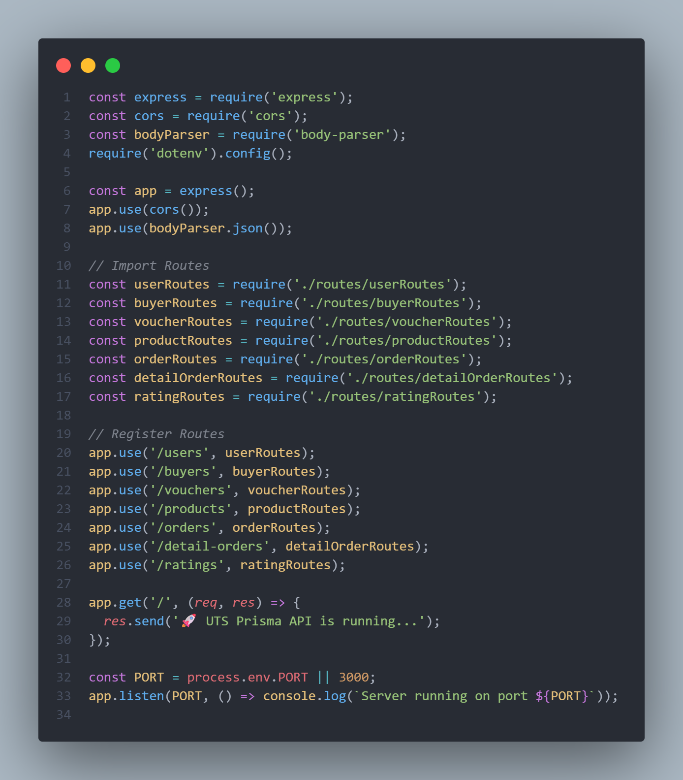 1 const express = require('express');
2 const cors = require('cors');
3 const bodyParser = require('body-parser');
4 require('dotenv').config();
5
6 const app = express();
7 app.use(cors());
8 app.use(bodyParser.json());
9
10 // Import Routes
11 const userRoutes = require('./routes/userRoutes');
12 const buyerRoutes = require('./routes/buyerRoutes');
13 const voucherRoutes = require('./routes/voucherRoutes');
14 const productRoutes = require('./routes/productRoutes');
15 const orderRoutes = require('./routes/orderRoutes');
16 const detailOrderRoutes = require('./routes/detailOrderRoutes');
17 const ratingRoutes = require('./routes/ratingRoutes');
18
19 // Register Routes
20 app.use('/users', userRoutes);
21 app.use('/buyers', buyerRoutes);
22 app.use('/vouchers', voucherRoutes);
23 app.use('/products', productRoutes);
24 app.use('/orders', orderRoutes);
25 app.use('/detail-orders', detailOrderRoutes);
26 app.use('/ratings', ratingRoutes);
27
28 app.get('/', (req, res) => {
29   res.send('🚀 UTS Prisma API is running...');
30 });
31
32 const PORT = process.env.PORT || 3000;
33 app.listen(PORT, () => console.log(`Server running on port ${PORT}`));
34